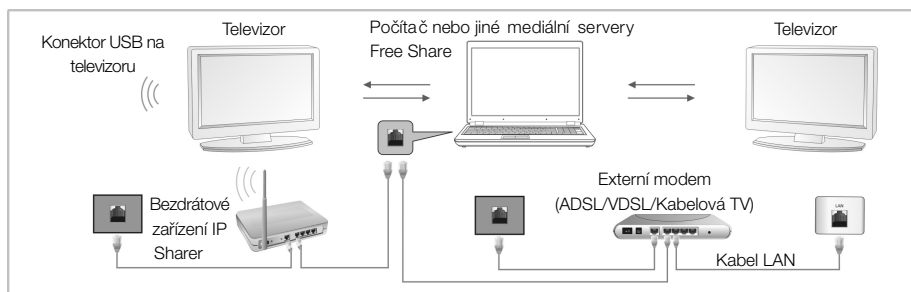 Televizor
Počítač nebo jiné mediální servery
Free Share
Televizor
Konektor USB na
televizoru
Bezdrátové
zařízení IP
Sharer
Externí modem
(ADSL/VDSL/Kabelová TV)
LAN
Kabel LAN